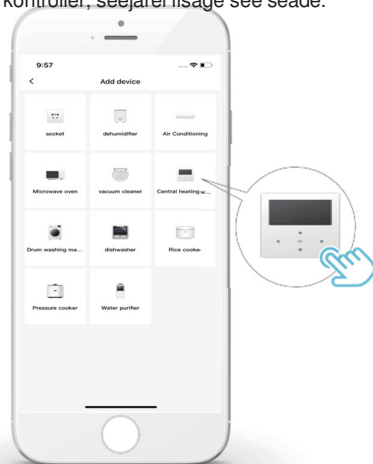 kontroller, seejärel lisage see seade.
9:57
Add device
socket
dehumidifier
Air Conditioning
Microwave oven
vacuum cleaner
Central heating w...
Drum washing ma...
dishwasher
Rice cooke
Pressure cooker
Water purifier